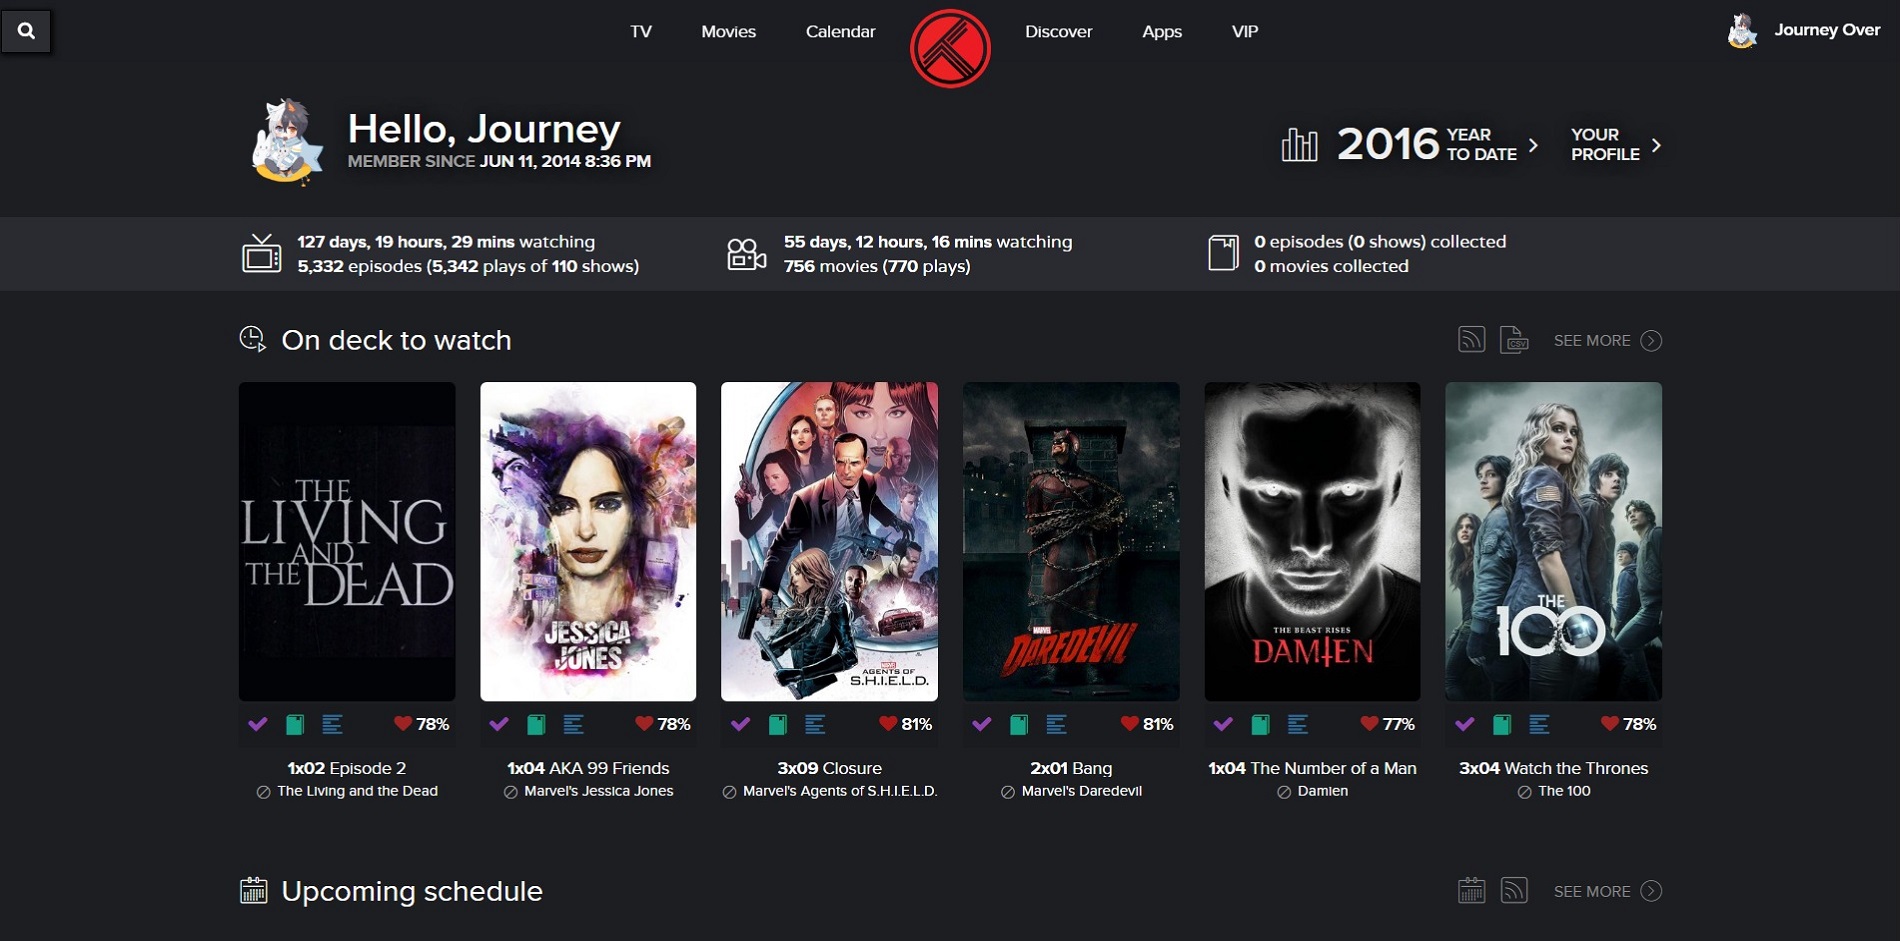 TV
Movies
Calendar
Discover
Apps
VIP
Journey Over
Hello, Journey
MEMBER SINCE JUN 11, 2014 8:36 PM
2016 YEAR
TO DATE
YOUR
PROFILE
127 days, 19 hours, 29 mins watching
5,332 episodes (5,342 plays of 110 shows)
55 days, 12 hours, 16 mins watching
756 movies (770 plays)
0 episodes (0 shows) collected
0 movies collected
On deck to watch
CSV
SEE MORE
THE
LIVING
AND
THE DEAD
JESSICA
JONES
MARVEL
AGENTS OF
S.H.I.E.L.D.
MARVEL
DAREDEVIL
THE BEAST RISES
DAMIEN
THE
100
78%
78%
81%
81%
77%
78%
1x02 Episode 2
The Living and the Dead
1x04 AKA 99 Friends
Marvel's Jessica Jones
3x09 Closure
Marvel's Agents of S.H.I.E.L.D.
2x01 Bang
Marvel's Daredevil
1x04 The Number of a Man
Damien
3x04 Watch the Thrones
The 100
Upcoming schedule
SEE MORE